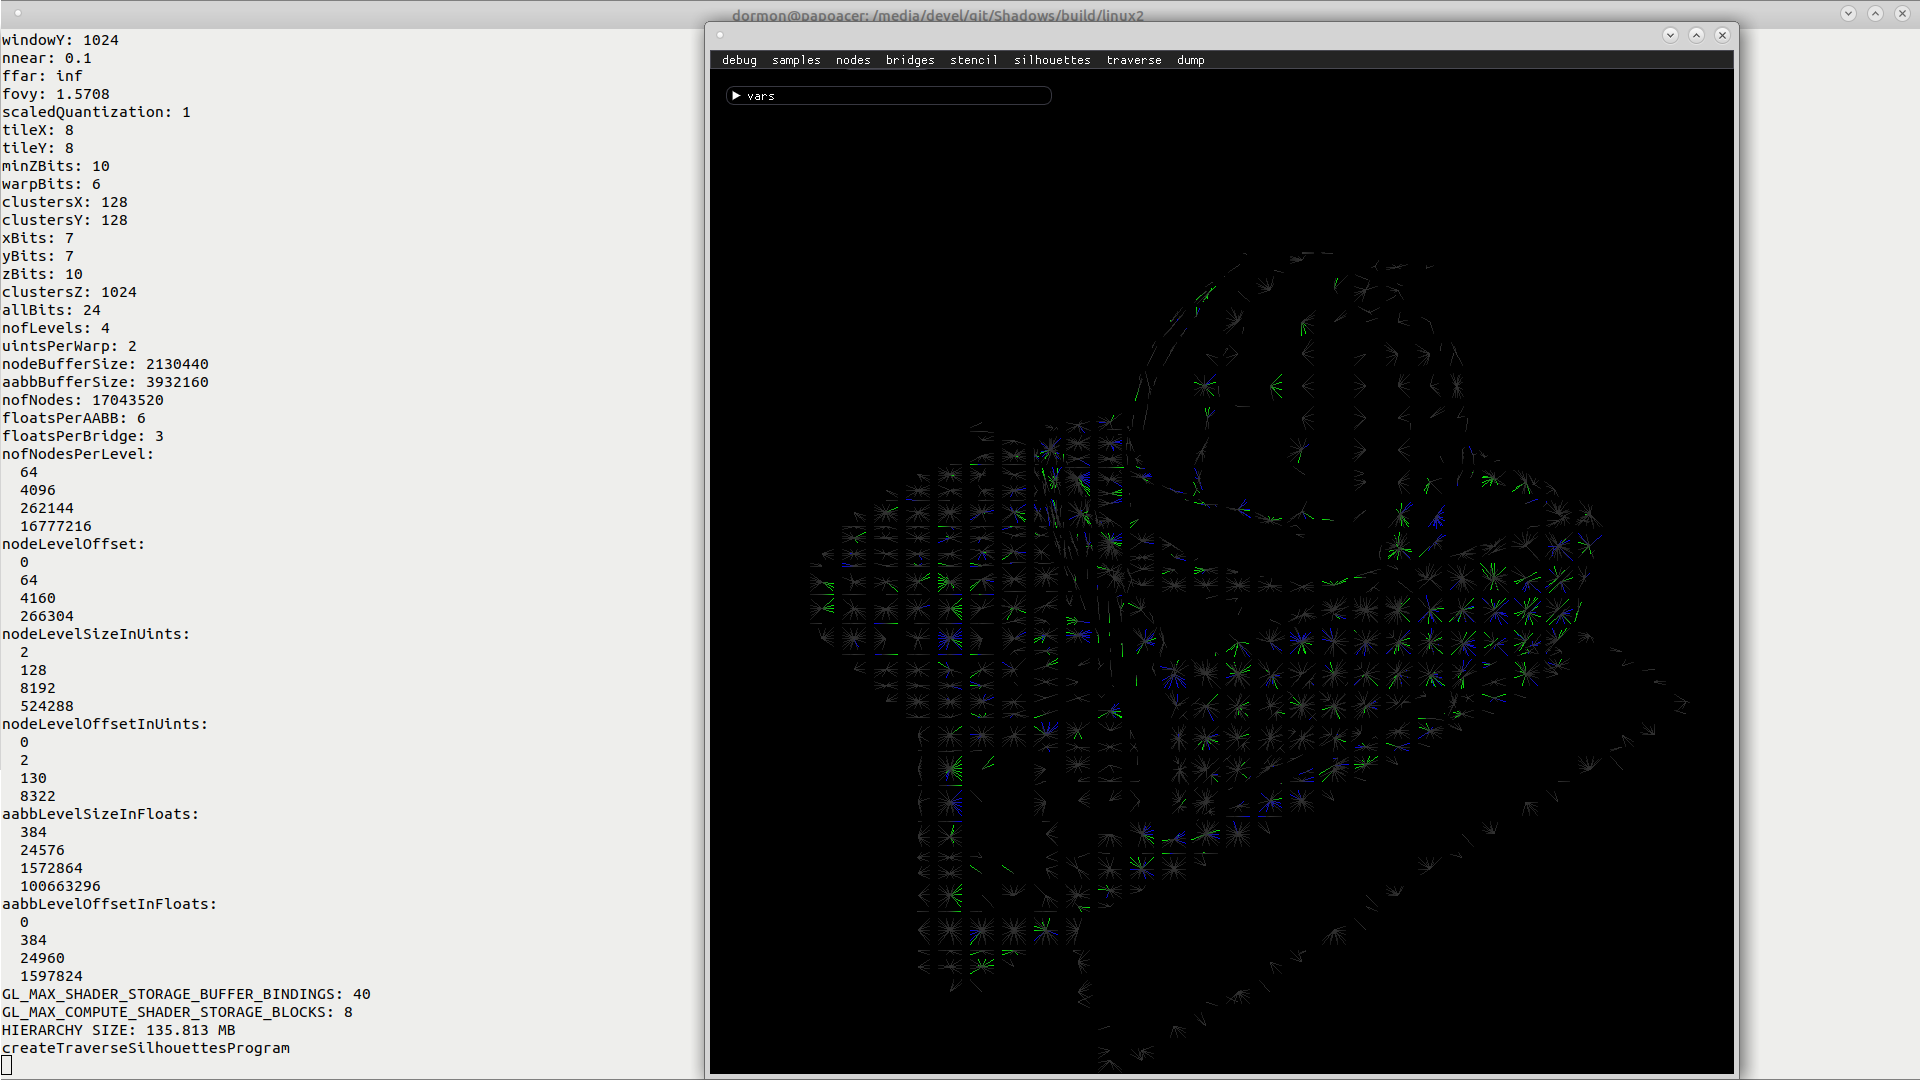 dormon@papoacer: /media/devel/git/Shadows/build/linux2
windowY: 1024
nnear: 0.1
ffar: inf
fovy: 1.5708
scaledQuantization: 1
tileX: 8
tileY: 8
minZBits: 10
warpBits: 6
clustersX: 128
clustersY: 128
xBits: 7
yBits: 7
zBits: 10
clustersZ: 1024
allBits: 24
nofLevels: 4
uintsPerWarp: 2
nodeBufferSize: 2130440
aabbBufferSize: 3932160
nofNodes: 17043520
floatsPerAABB: 6
floatsPerBridge: 3
nofNodesPerLevel:
64
4096
262144
16777216
nodeLevelOffset:
0
64
4160
266304
nodeLevelSizeInUints:
2
128
8192
524288
nodeLevelOffsetInUints:
0
2
130
8322
aabbLevelSizeInFloats:
384
24576
1572864
100663296
aabbLevelOffsetInFloats:
0
384
24960
1597824
GL_MAX_SHADER_STORAGE_BUFFER_BINDINGS: 40
GL_MAX_COMPUTE_SHADER_STORAGE_BLOCKS: 8
HIERARCHY SIZE: 135.813 MB
createTraverseSilhouettesProgram
debug samples nodes bridges stencil silhouettes traverse dump
vars